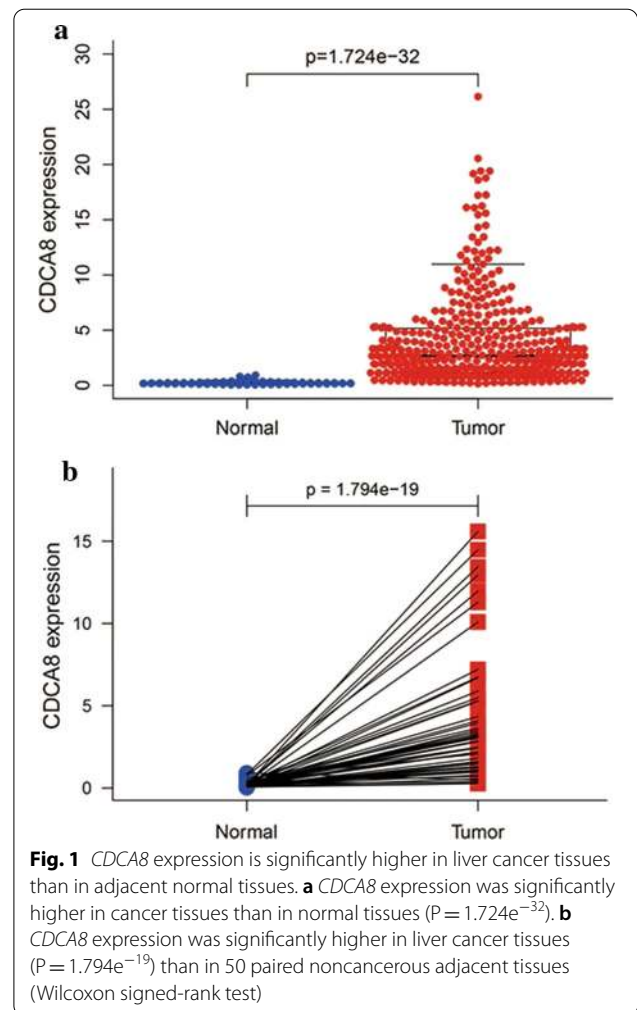 a
p=1.724e−32
30
25
20
15
10
5
0
CDCA8 expression
Normal Tumor
b
p = 1.794e−19
15
10
5
0
CDCA8 expression
Normal Tumor
Fig. 1 CDCA8 expression is significantly higher in liver cancer tissues
than in adjacent normal tissues. a CDCA8 expression was significantly
higher in cancer tissues than in normal tissues (P = 1.724e⁻³²). b
CDCA8 expression was significantly higher in liver cancer tissues
(P = 1.794e⁻¹⁹) than in 50 paired noncancerous adjacent tissues
(Wilcoxon signed-rank test)